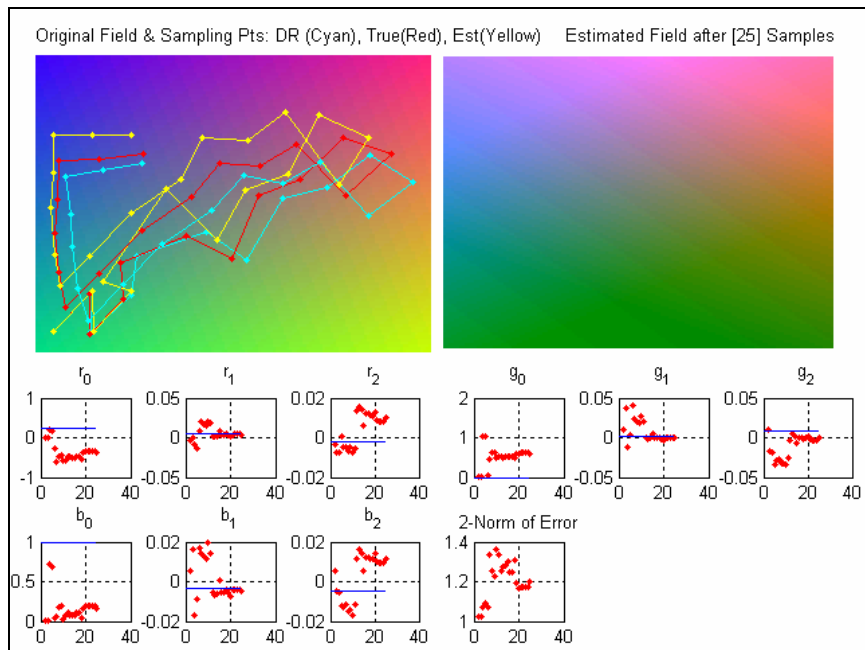 Original Field & Sampling Pts: DR (Cyan), True(Red), Est(Yellow)
Estimated Field after [25] Samples
r0
1
0
-1
0 20 40
r1
0.05
0
-0.05
0 20 40
r2
0.02
0
-0.02
0 20 40
g0
2
1
0
0 20 40
g1
0.05
0
-0.05
0 20 40
g2
0.05
0
-0.05
0 20 40
b0
1
0.5
0
0 20 40
b1
0.02
0
-0.02
0 20 40
b2
0.02
0
-0.02
0 20 40
2-Norm of Error
1.4
1.2
1
0 20 40